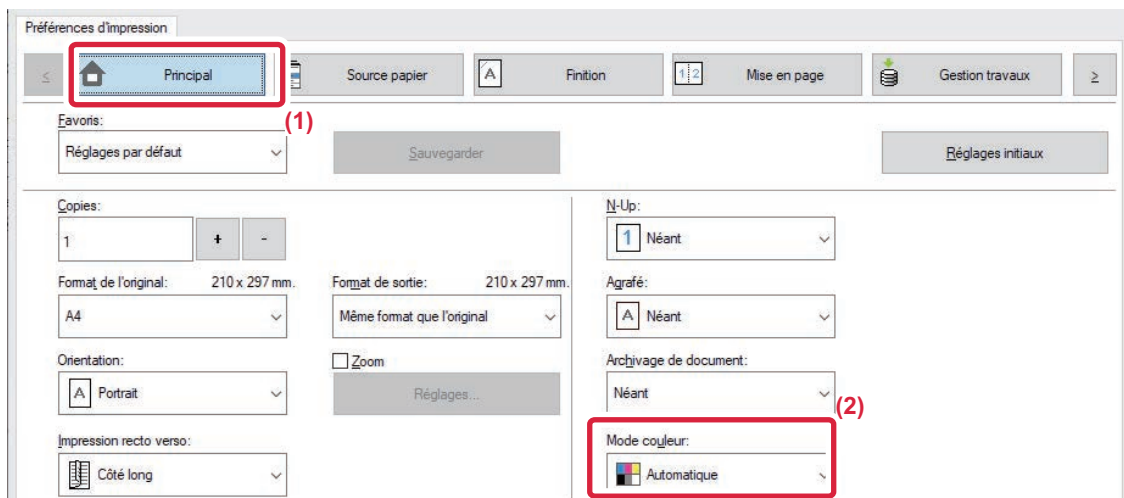 Préférences d'impression
≤
Principal
Source papier
A
Finition
1 2
Mise en page
Gestion travaux
≥
(1)
Favoris:
Réglages par défaut
Sauvegarder
Réglages initiaux
Copies:
1
+
-
N-Up:
1 Néant
Format de l'original: 210 x 297 mm.
A4
Format de sortie: 210 x 297 mm.
Même format que l'original
Agrafé:
A Néant
Orientation:
A Portrait
Zoom
Réglages...
Archivage de document:
Néant
(2)
Impression recto verso:
Côté long
Mode couleur:
Automatique